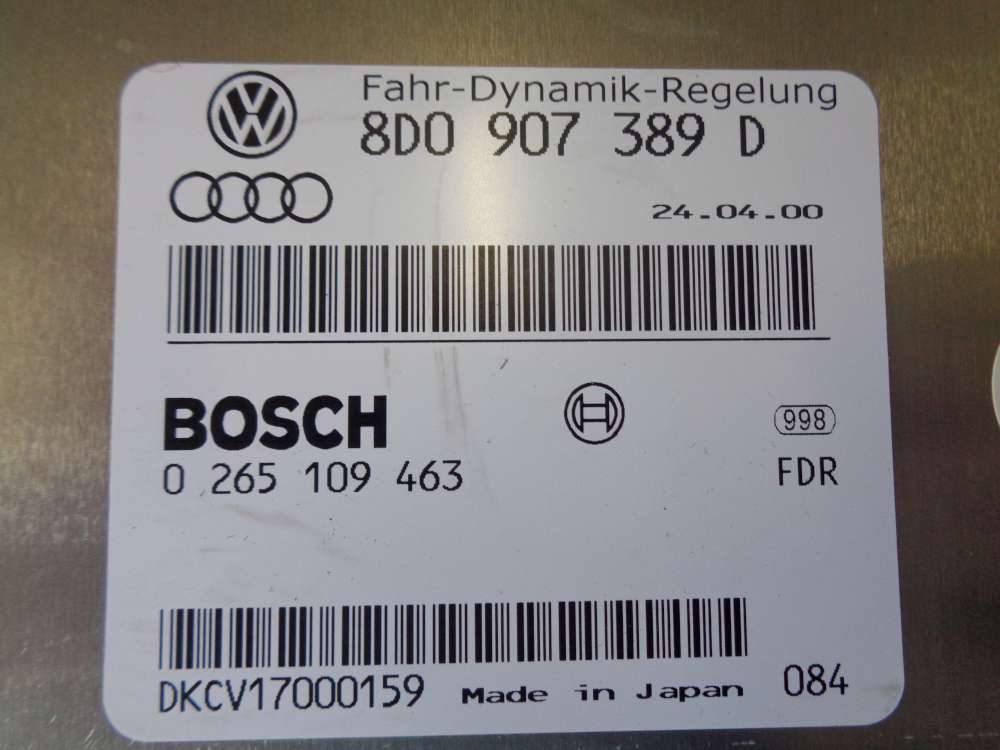 Fahr-Dynamik-Regelung
8D0 907 389 D
24.04.00
BOSCH
998
0 265 109 463
FDR
DKCV17000159 Made in Japan 084